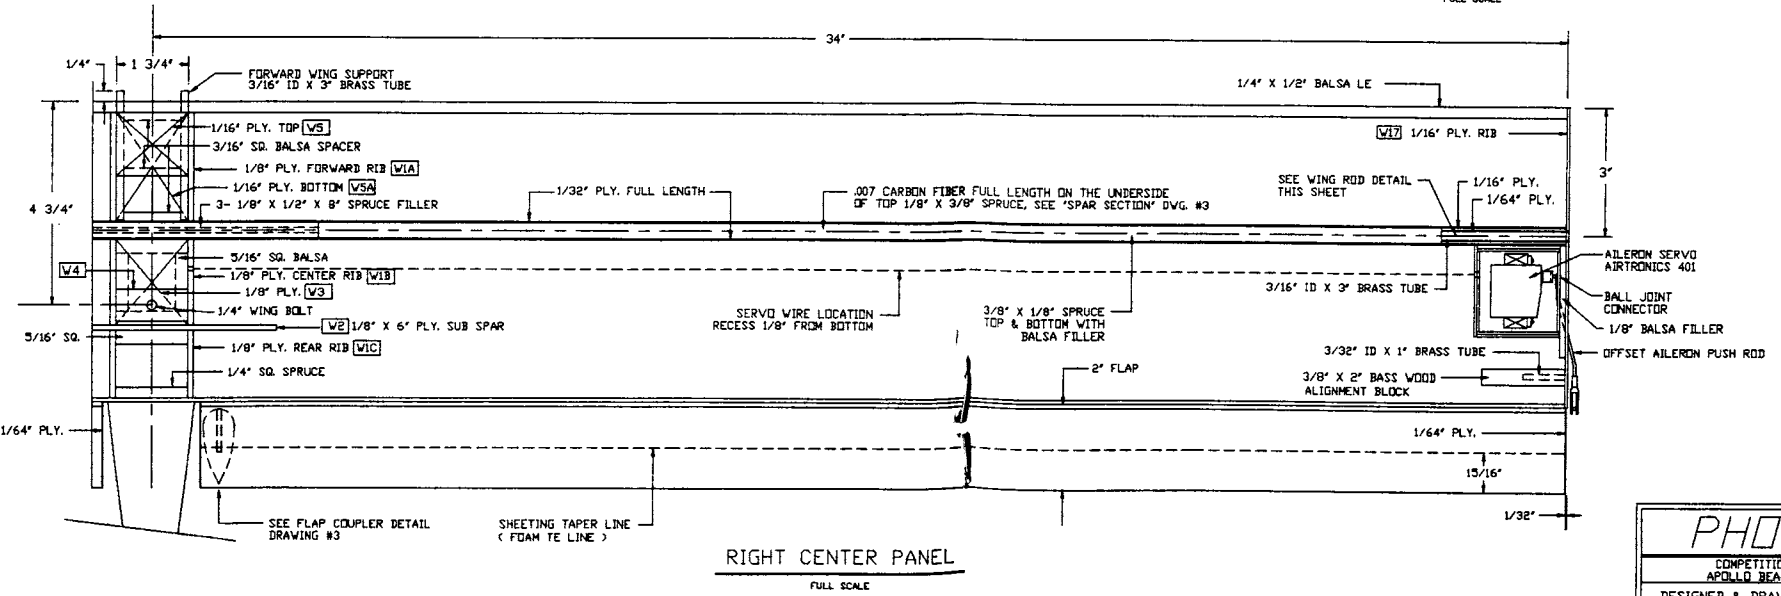 FULL SCALE
34"
1/4"
1 3/4"
FORWARD WING SUPPORT
3/16" ID X 3" BRASS TUBE
1/4" X 1/2" BALSA LE
1/16" PLY. TOP W5
3/16" SQ. BALSA SPACER
W17 1/16" PLY. RIB
1/8" PLY. FORWARD RIB W1A
1/16" PLY. BOTTOM W5A
3- 1/8" X 1/2" X 8" SPRUCE FILLER
4 3/4"
1/32" PLY. FULL LENGTH
.007 CARBON FIBER FULL LENGTH ON THE UNDERSIDE
OF TOP 1/8" X 3/8" SPRUCE, SEE "SPAR SECTION" DWG. #3
SEE WING ROD DETAIL
THIS SHEET
1/16" PLY.
1/64" PLY.
3"
5/16" SQ. BALSA
W4
1/8" PLY. CENTER RIB W1B
1/8" PLY. W3
1/4" WING BOLT
W2 1/8" X 6" PLY. SUB SPAR
5/16" SQ.
1/8" PLY. REAR RIB W1C
1/4" SQ. SPRUCE
SERVO WIRE LOCATION
RECESS 1/8" FROM BOTTOM
3/8" X 1/8" SPRUCE
TOP & BOTTOM WITH
BALSA FILLER
3/16" ID X 3" BRASS TUBE
AILERON SERVO
AIRTRONICS 401
BALL JOINT
CONNECTOR
1/8" BALSA FILLER
OFFSET AILERON PUSH ROD
3/32" ID X 1" BRASS TUBE
3/8" X 2" BASS WOOD
ALIGNMENT BLOCK
2" FLAP
1/64" PLY.
1/64" PLY.
15/16"
1/32"
SEE FLAP COUPLER DETAIL
DRAWING #3
SHEETING TAPER LINE
( FOAM TE LINE )
RIGHT CENTER PANEL
FULL SCALE
PHO
COMPETITIO
APOLLO BEA
DESIGNED & DRAW